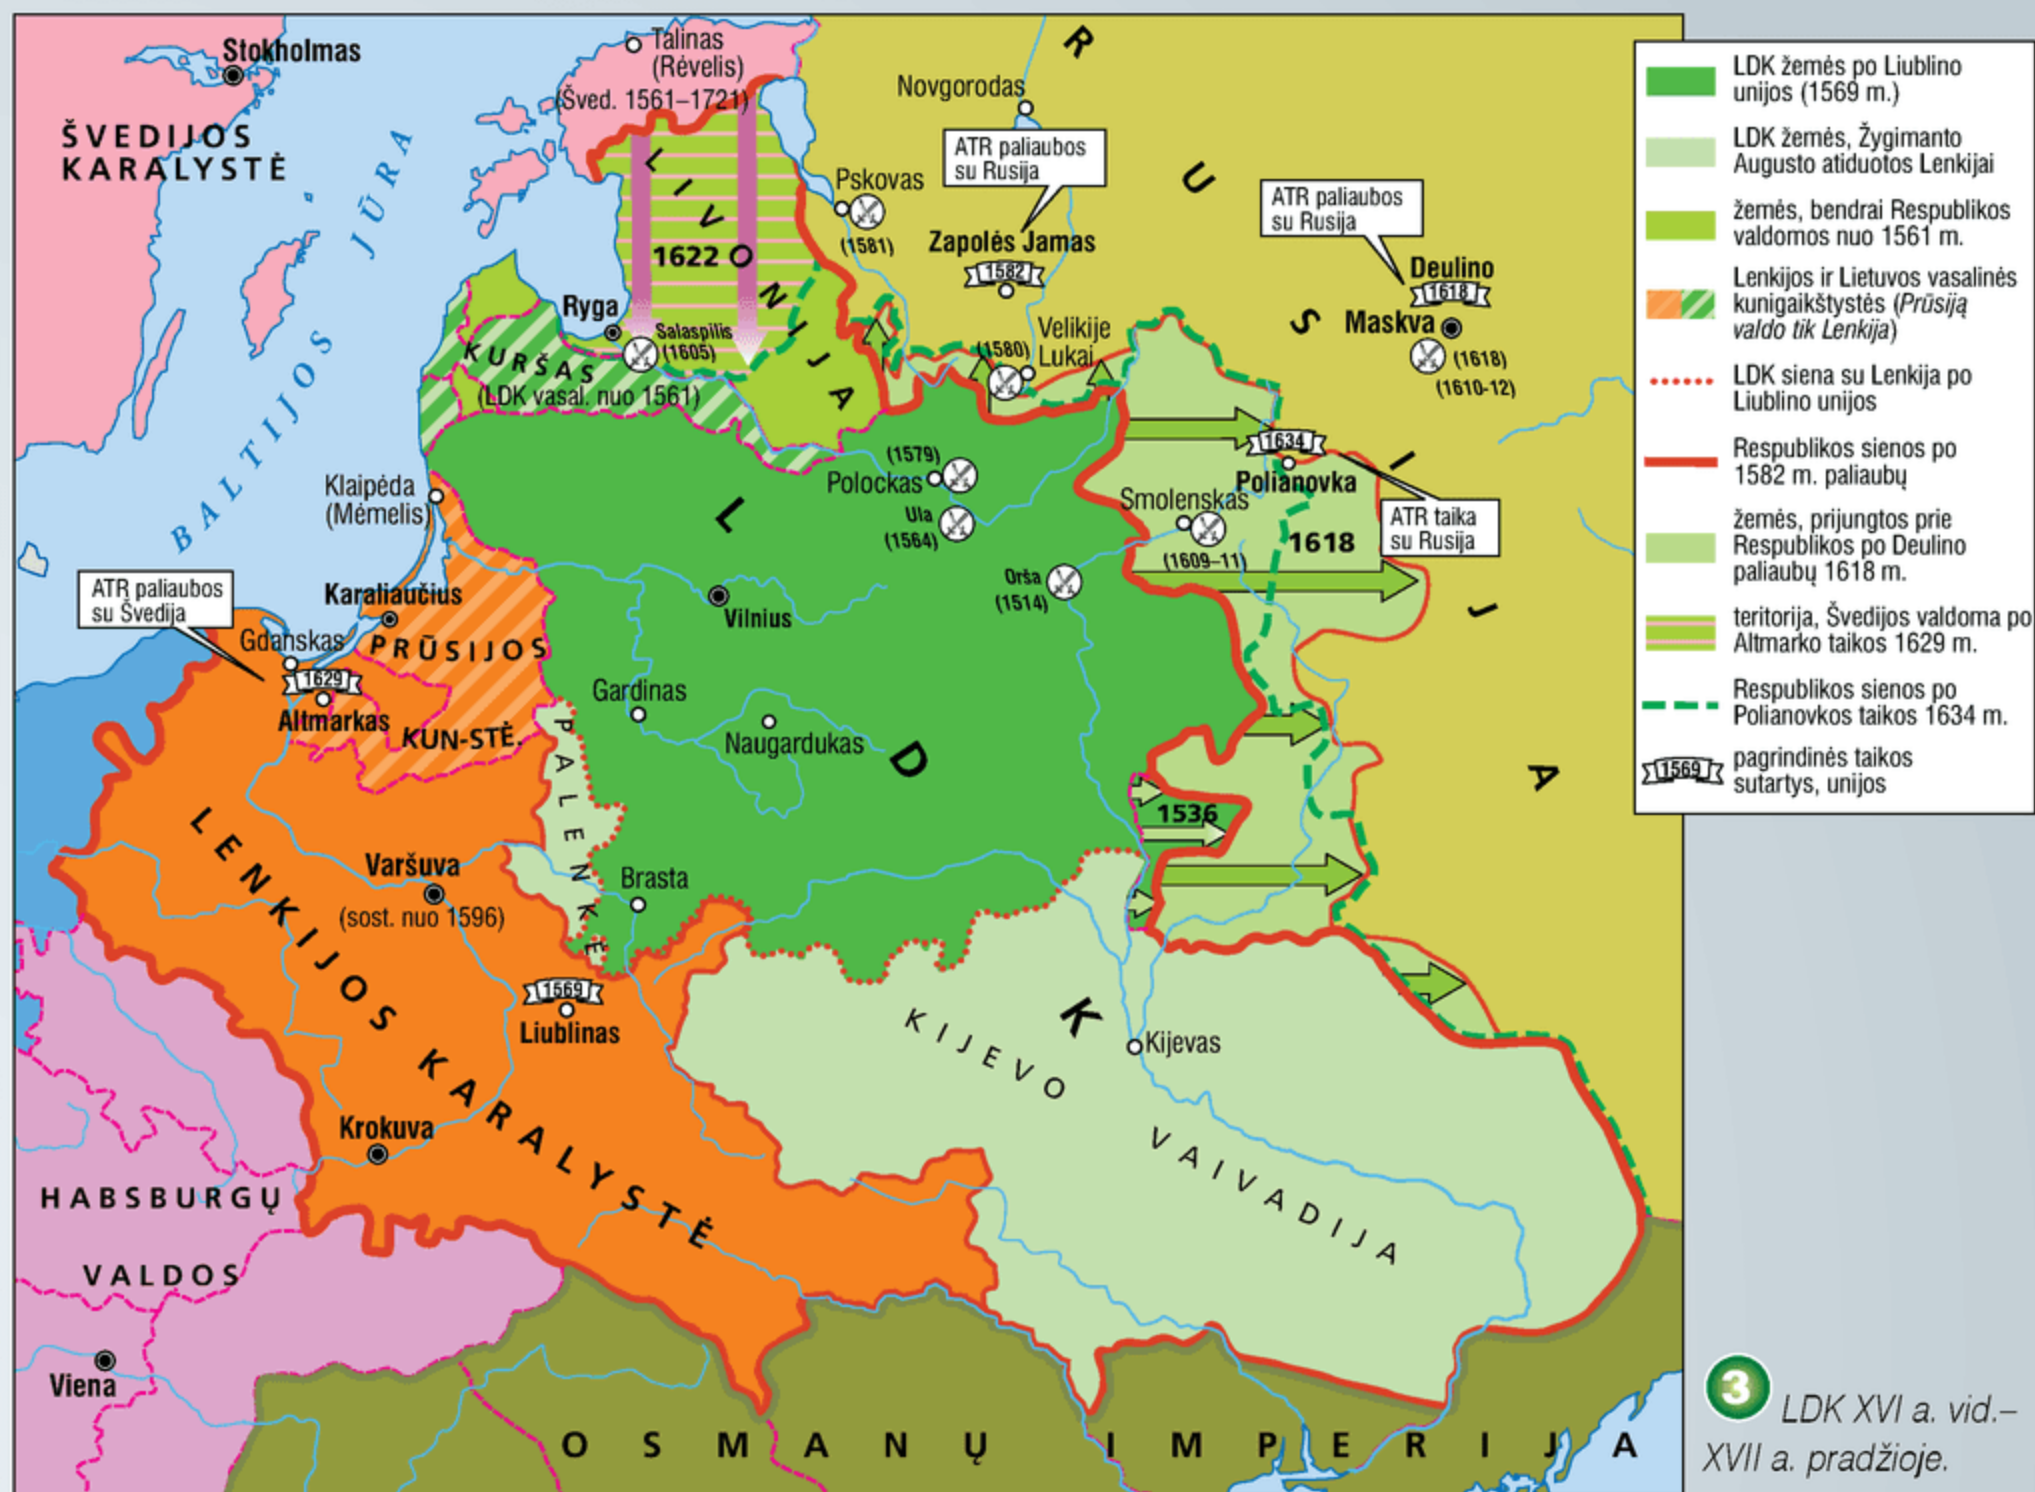 Stokholmas
ŠVEDIJOS
KARALYSTĖ
BALTIJOS JŪRA
Talinas
(Rėvelis)
(Šved. 1561–1721)
LIVONIJA
1622
Ryga
Salaspilis
(1605)
KURŠAS
(LDK vasal. nuo 1561)
RUSIJA
Novgorodas
ATR paliaubos
su Rusija
Pskovas
(1581)
Zapolės Jamas
1582
ATR paliaubos
su Rusija
Deulino
1618
Maskva
(1618)
(1610-12)
Velikije
Lukai
(1580)
1634
Polianovka
ATR taika
su Rusija
Smolenskas
(1609–11)
1618
(1579)
Polockas
Ula
(1564)
Orša
(1514)
LDK
Klaipėda
(Mėmelis)
Karaliaučius
PRŪSIJOS
KUN-STĖ.
ATR paliaubos
su Švedija
Gdanskas
1629
Altmarkas
Vilnius
Gardinas
Naugardukas
PALENKĖ
1536
Brasta
Varšuva
(sost. nuo 1596)
LENKIJOS KARALYSTĖ
1569
Liublinas
Krokuva
Kijevas
KIJEVO
VAIVADIJA
HABSBURGŲ
VALDOS
Viena
OSMANŲ IMPERIJA
LDK žemės po Liublino
unijos (1569 m.)
LDK žemės, Žygimanto
Augusto atiduotos Lenkijai
žemės, bendrai Respublikos
valdomos nuo 1561 m.
Lenkijos ir Lietuvos vasalinės
kunigaikštystės (Prūsiją
valdo tik Lenkija)
LDK siena su Lenkija po
Liublino unijos
Respublikos sienos po
1582 m. paliaubų
žemės, prijungtos prie
Respublikos po Deulino
paliaubų 1618 m.
teritorija, Švedijos valdoma po
Altmarko taikos 1629 m.
Respublikos sienos po
Polianovkos taikos 1634 m.
1569
pagrindinės taikos
sutartys, unijos
3
LDK XVI a. vid.–
XVII a. pradžioje.